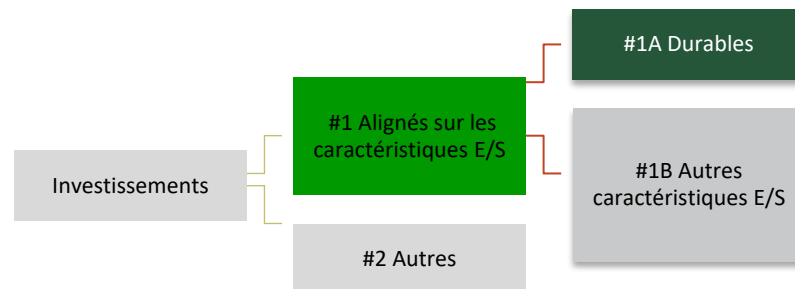 #1A Durables
#1 Alignés sur les
caractéristiques E/S
#1B Autres
caractéristiques E/S
Investissements
#2 Autres